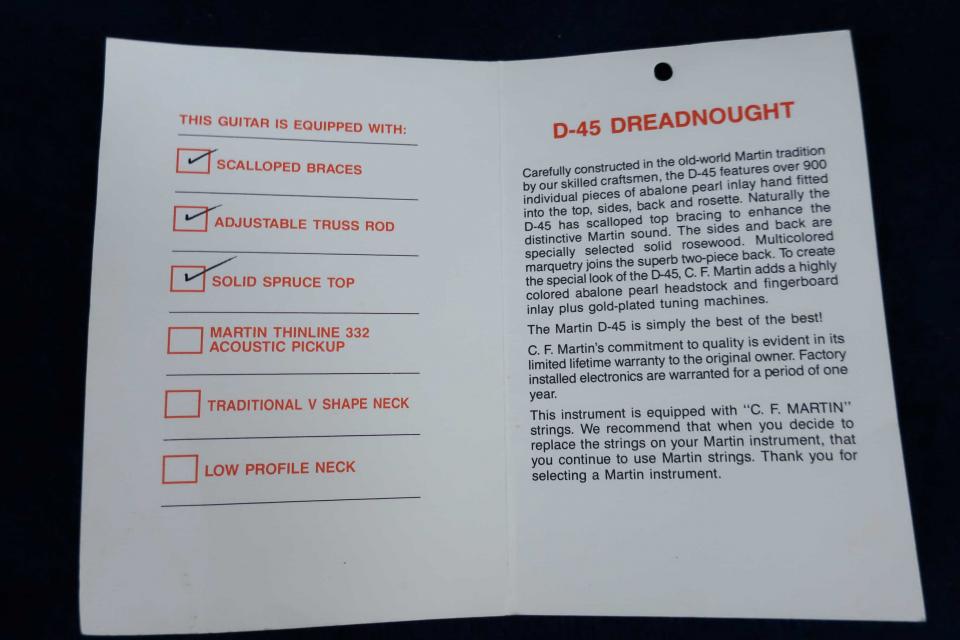 THIS GUITAR IS EQUIPPED WITH:
SCALLOPED BRACES
ADJUSTABLE TRUSS ROD
SOLID SPRUCE TOP
MARTIN THINLINE 332
ACOUSTIC PICKUP
TRADITIONAL V SHAPE NECK
LOW PROFILE NECK
D-45 DREADNOUGHT
Carefully constructed in the old-world Martin tradition
by our skilled craftsmen, the D-45 features over 900
individual pieces of abalone pearl inlay hand fitted
into the top, sides, back and rosette. Naturally the
D-45 has scalloped top bracing to enhance the
distinctive Martin sound. The sides and back are
specially selected solid rosewood. Multicolored
marquetry joins the superb two-piece back. To create
the special look of the D-45, C. F. Martin adds a highly
colored abalone pearl headstock and fingerboard
inlay plus gold-plated tuning machines.
The Martin D-45 is simply the best of the best!
C. F. Martin's commitment to quality is evident in its
limited lifetime warranty to the original owner. Factory
installed electronics are warranted for a period of one
year.
This instrument is equipped with "C. F. MARTIN"
strings. We recommend that when you decide to
replace the strings on your Martin instrument, that
you continue to use Martin strings. Thank you for
selecting a Martin instrument.